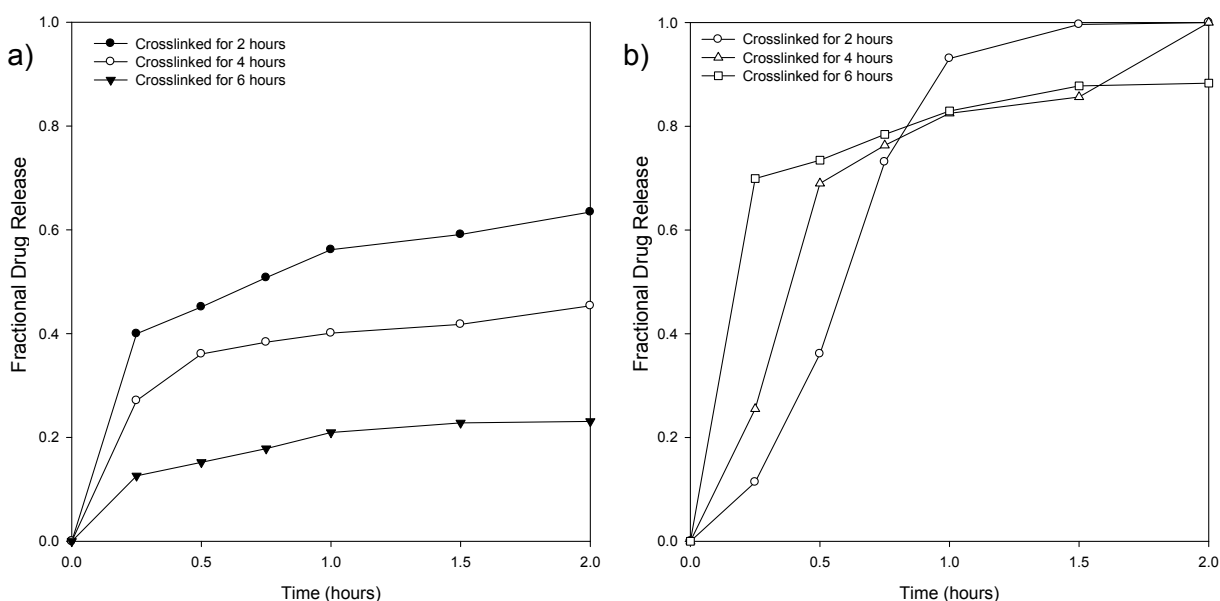 a)
Crosslinked for 2 hours
Crosslinked for 4 hours
Crosslinked for 6 hours
Fractional Drug Release
1.0
0.8
0.6
0.4
0.2
0.0
0.0 0.5 1.0 1.5 2.0
Time (hours)
b)
Crosslinked for 2 hours
Crosslinked for 4 hours
Crosslinked for 6 hours
Fractional Drug Release
1.0
0.8
0.6
0.4
0.2
0.0
0.0 0.5 1.0 1.5 2.0
Time (hours)